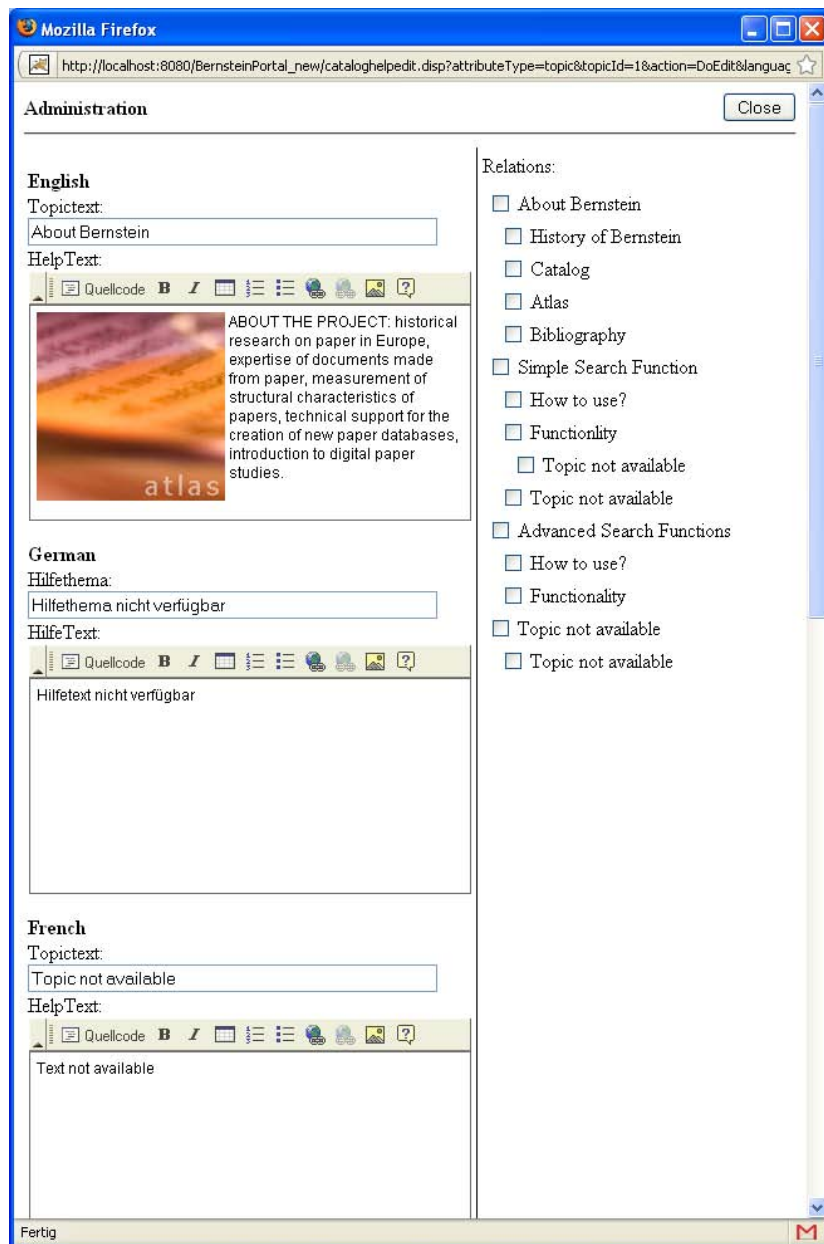 Mozilla Firefox
http://localhost:8080/BernsteinPortal_new/cataloghelpedit.disp?attributeType=topic&topicId=1&action=DoEdit&languag
Administration
Close
English
Topictext:
About Bernstein
HelpText:
Quellcode B I
ABOUT THE PROJECT: historical
research on paper in Europe,
expertise of documents made
from paper, measurement of
structural characteristics of
papers, technical support for the
creation of new paper databases,
introduction to digital paper
studies.
atlas
German
Hilfethema:
Hilfethema nicht verfügbar
HilfeText:
Quellcode B I
Hilfetext nicht verfügbar
French
Topictext:
Topic not available
HelpText:
Quellcode B I
Text not available
Relations:
About Bernstein
History of Bernstein
Catalog
Atlas
Bibliography
Simple Search Function
How to use?
Functionlity
Topic not available
Topic not available
Advanced Search Functions
How to use?
Functionality
Topic not available
Topic not available
Fertig